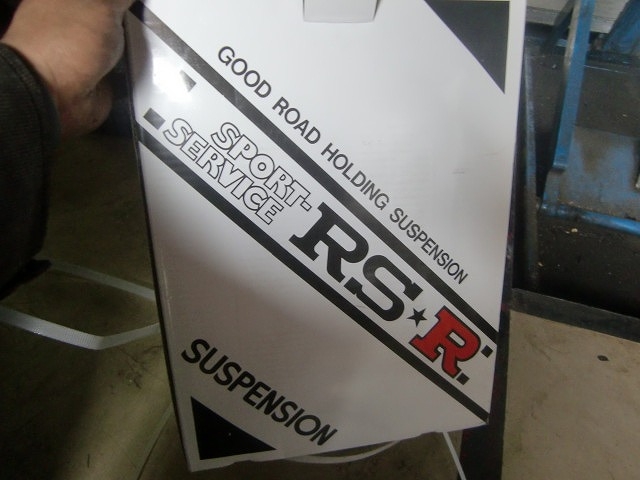 GOOD ROAD HOLDING SUSPENSION
SPORT-
SERVICE
RS★R.
SUSPENSION